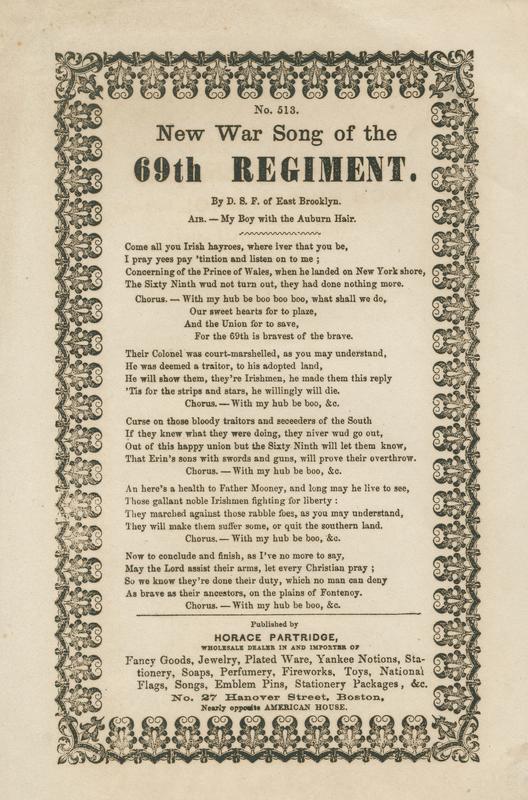 No. 513.
New War Song of the
69th REGIMENT.
By D. S. F. of East Brooklyn.
AIR. — My Boy with the Auburn Hair.
Come all you Irish hayroes, where iver that you be,
I pray yees pay 'tintion and listen on to me ;
Concerning of the Prince of Wales, when he landed on New York shore,
The Sixty Ninth wud not turn out, they had done nothing more.
Chorus. — With my hub be boo boo boo, what shall we do,
Our sweet hearts for to plaze,
And the Union for to save,
For the 69th is bravest of the brave.
Their Colonel was court-marshelled, as you may understand,
He was deemed a traitor, to his adopted land,
He will show them, they're Irishmen, he made them this reply
'Tis for the strips and stars, he willingly will die.
Chorus. — With my hub be boo, &c.
Curse on those bloody traitors and seceeders of the South
If they knew what they were doing, they niver wud go out,
Out of this happy union but the Sixty Ninth will let them know,
That Erin's sons with swords and guns, will prove their overthrow.
Chorus. — With my hub be boo, &c.
An here's a health to Father Mooney, and long may he live to see,
Those gallant noble Irishmen fighting for liberty :
They marched against those rabble foes, as you may understand,
They will make them suffer some, or quit the southern land.
Chorus. — With my hub be boo, &c.
Now to conclude and finish, as I've no more to say,
May the Lord assist their arms, let every Christian pray ;
So we know they're done their duty, which no man can deny
As brave as their ancestors, on the plains of Fontenoy.
Chorus. — With my hub be boo, &c.
Published by
HORACE PARTRIDGE,
WHOLESALE DEALER IN AND IMPORTER OF
Fancy Goods, Jewelry, Plated Ware, Yankee Notions, Sta-
tionery, Soaps, Perfumery, Fireworks, Toys, National
Flags, Songs, Emblem Pins, Stationery Packages, &c.
No. 27 Hanover Street, Boston,
Nearly opposite AMERICAN HOUSE.